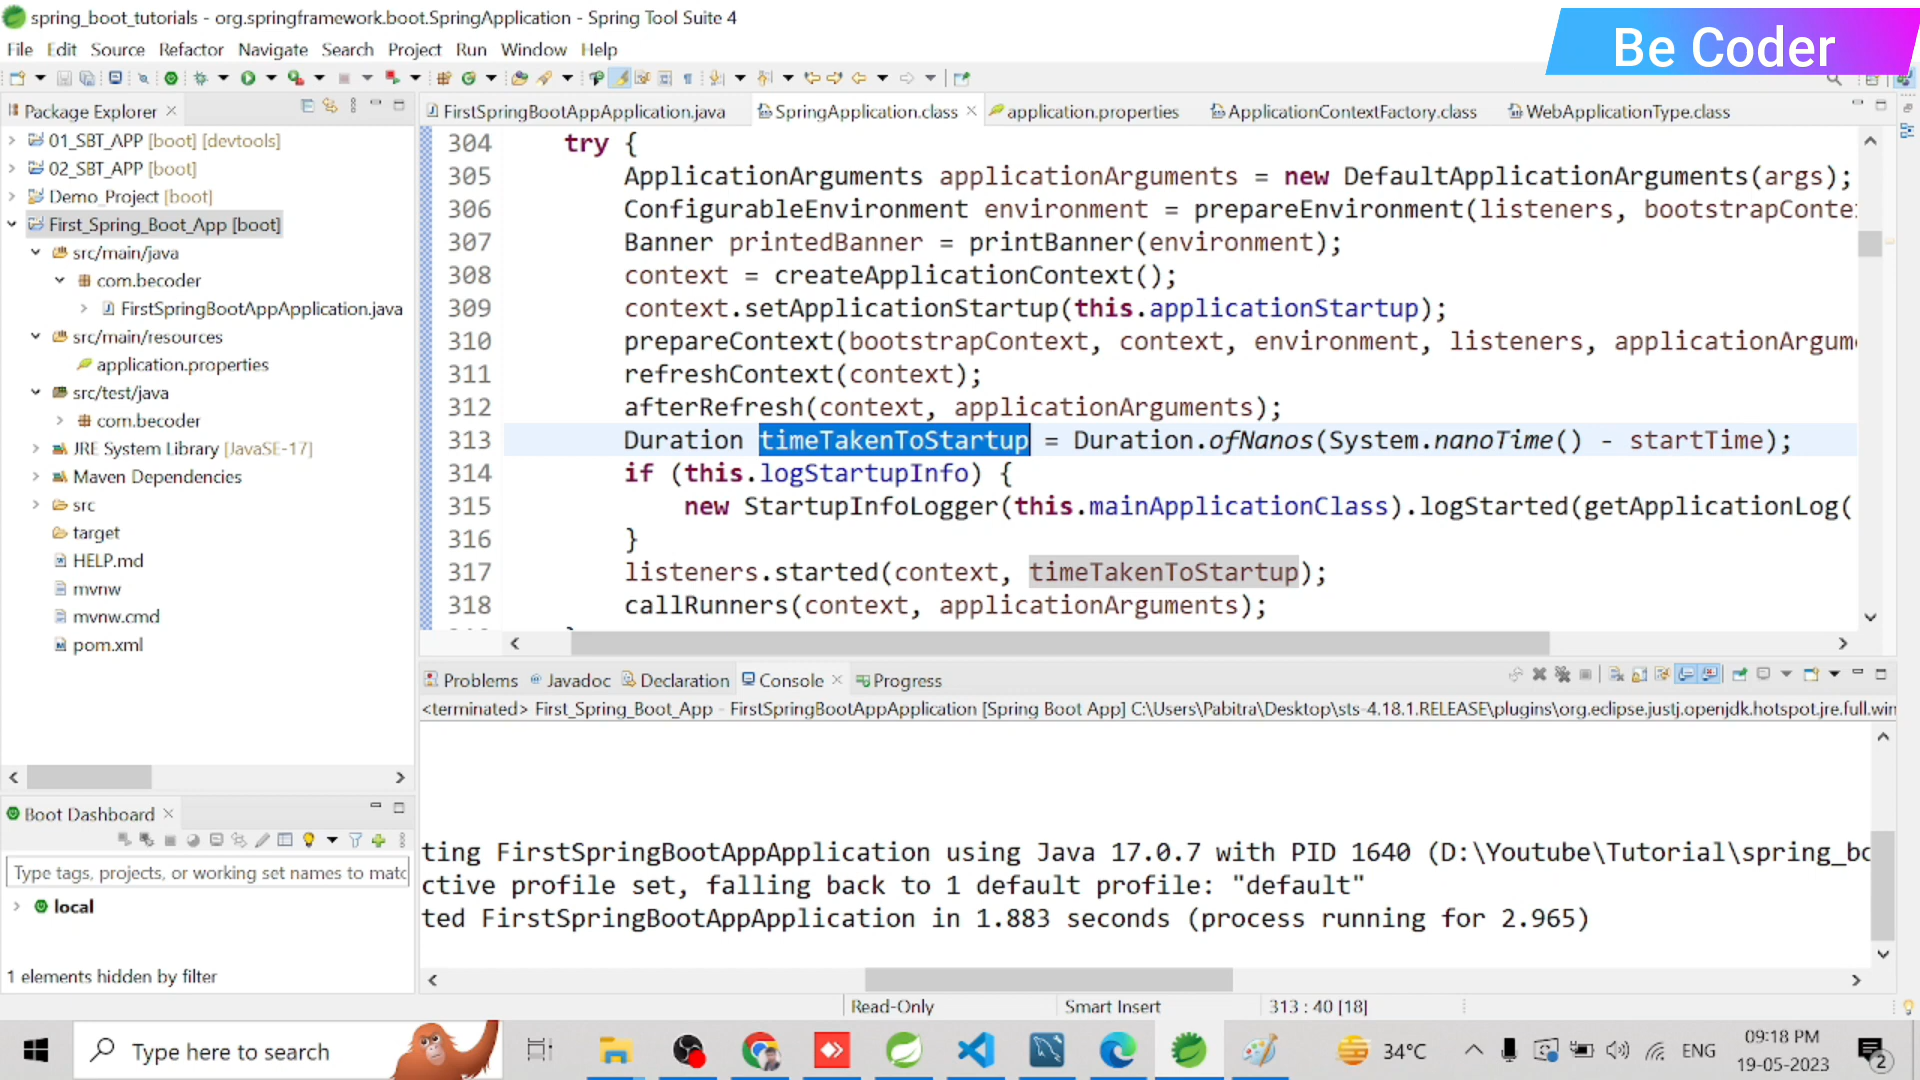 spring_boot_tutorials - org.springframework.boot.SpringApplication - Spring Tool Suite 4
Be Coder
File Edit Source Refactor Navigate Search Project Run Window Help
Package Explorer
FirstSpringBootAppApplication.java SpringApplication.class application.properties ApplicationContextFactory.class WebApplicationType.class
01_SBT_APP [boot] [devtools]
02_SBT_APP [boot]
Demo_Project [boot]
First_Spring_Boot_App [boot]
src/main/java
com.becoder
FirstSpringBootAppApplication.java
src/main/resources
application.properties
src/test/java
com.becoder
JRE System Library [JavaSE-17]
Maven Dependencies
src
target
HELP.md
mvnw
mvnw.cmd
pom.xml
304 try {
305 ApplicationArguments applicationArguments = new DefaultApplicationArguments(args);
306 ConfigurableEnvironment environment = prepareEnvironment(listeners, bootstrapConte
307 Banner printedBanner = printBanner(environment);
308 context = createApplicationContext();
309 context.setApplicationStartup(this.applicationStartup);
310 prepareContext(bootstrapContext, context, environment, listeners, applicationArgum
311 refreshContext(context);
312 afterRefresh(context, applicationArguments);
313 Duration timeTakenToStartup = Duration.ofNanos(System.nanoTime() - startTime);
314 if (this.logStartupInfo) {
315 new StartupInfoLogger(this.mainApplicationClass).logStarted(getApplicationLog(
316 }
317 listeners.started(context, timeTakenToStartup);
318 callRunners(context, applicationArguments);
Problems Javadoc Declaration Console Progress
<terminated> First_Spring_Boot_App - FirstSpringBootAppApplication [Spring Boot App] C:\Users\Pabitra\Desktop\sts-4.18.1.RELEASE\plugins\org.eclipse.justj.openjdk.hotspot.jre.full.win
ting FirstSpringBootAppApplication using Java 17.0.7 with PID 1640 (D:\Youtube\Tutorial\spring_bo
ctive profile set, falling back to 1 default profile: "default"
ted FirstSpringBootAppApplication in 1.883 seconds (process running for 2.965)
Boot Dashboard
Type tags, projects, or working set names to matc
local
1 elements hidden by filter
Read-Only Smart Insert 313 : 40 [18]
Type here to search
34°C ENG 09:18 PM
19-05-2023
2